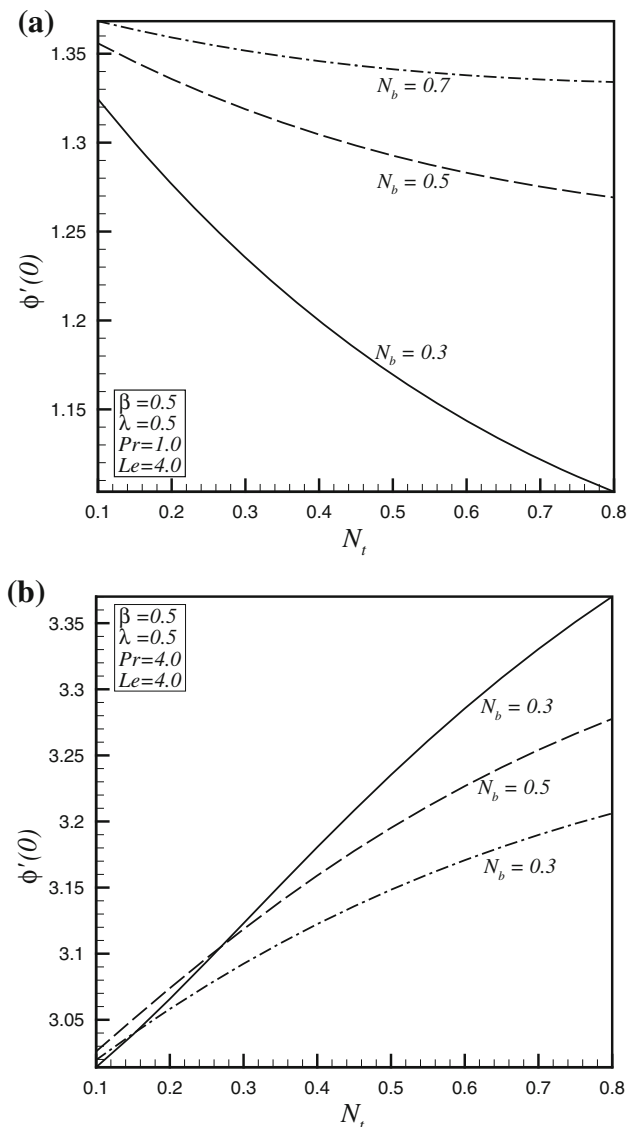 (a)
1.35
1.3
1.25
1.2
1.15
ϕ'(0)
N_b = 0.7
N_b = 0.5
N_b = 0.3
β=0.5
λ=0.5
Pr=1.0
Le=4.0
0.1 0.2 0.3 0.4 0.5 0.6 0.7 0.8
N_t
(b)
β=0.5
λ=0.5
Pr=4.0
Le=4.0
3.35
3.3
3.25
3.2
3.15
3.1
3.05
ϕ'(0)
N_b = 0.3
N_b = 0.5
N_b = 0.3
0.1 0.2 0.3 0.4 0.5 0.6 0.7 0.8
N_t